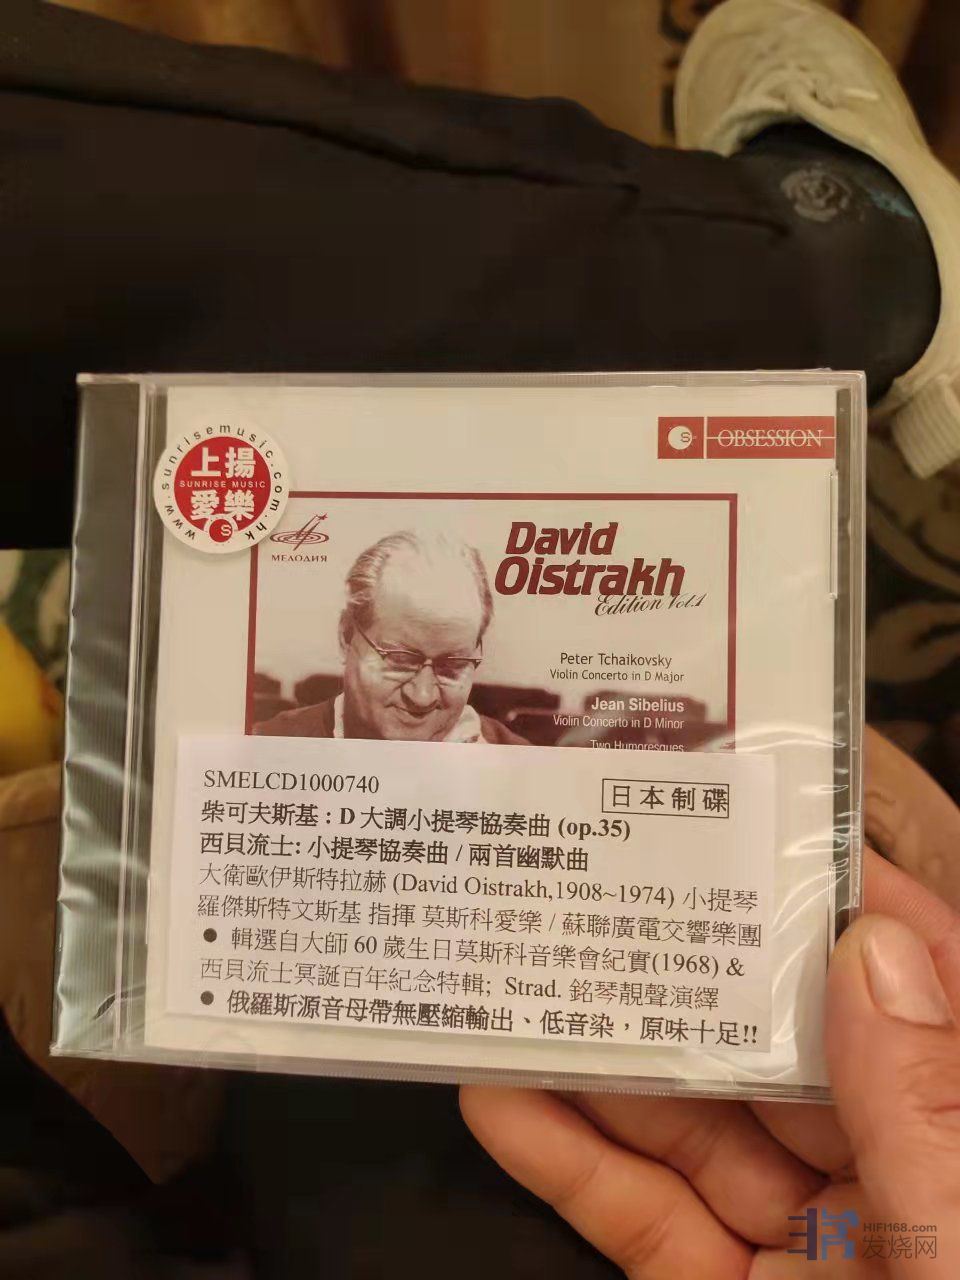 www.sunrisemusic.com.hk
上揚
SUNRISE MUSIC
愛樂
S
S
OBSESSION
МЕЛОДИЯ
David
Oistrakh
Edition Vol.1
Peter Tchaikovsky
Violin Concerto in D Major
Jean Sibelius
Violin Concerto in D Minor
Two Humoresques
SMELCD1000740
日本制碟
柴可夫斯基 : D 大調小提琴協奏曲 (op.35)
西貝流士: 小提琴協奏曲 / 兩首幽默曲
大衛歐伊斯特拉赫 (David Oistrakh,1908~1974) 小提琴
羅傑斯特文斯基 指揮 莫斯科愛樂 / 蘇聯廣電交響樂團
● 輯選自大師 60 歲生日莫斯科音樂會紀實(1968) &
西貝流士冥誕百年紀念特輯; Strad. 銘琴靚聲演繹
● 俄羅斯源音母帶無壓縮輸出、低音染，原味十足!!
HIFI168.com
发烧网